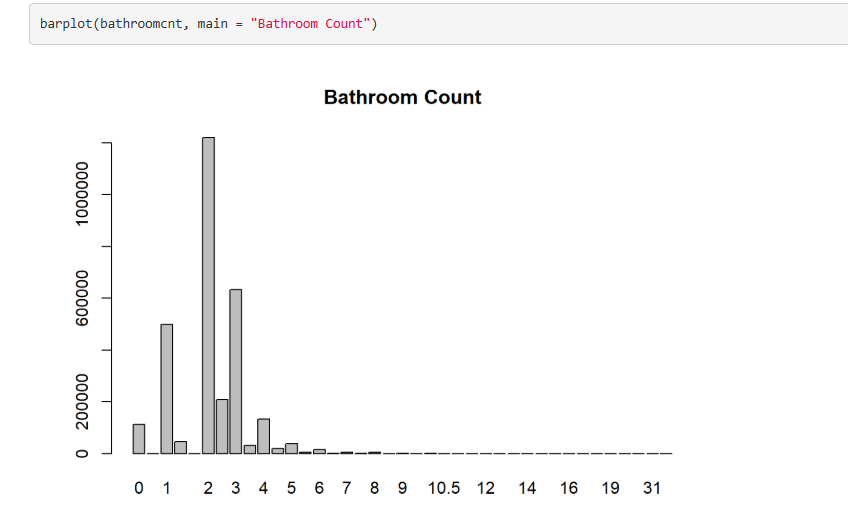 barplot(bathroomcnt, main = "Bathroom Count")
Bathroom Count
1000000
600000
200000
0
0 1 2 3 4 5 6 7 8 9 10.5 12 14 16 19 31